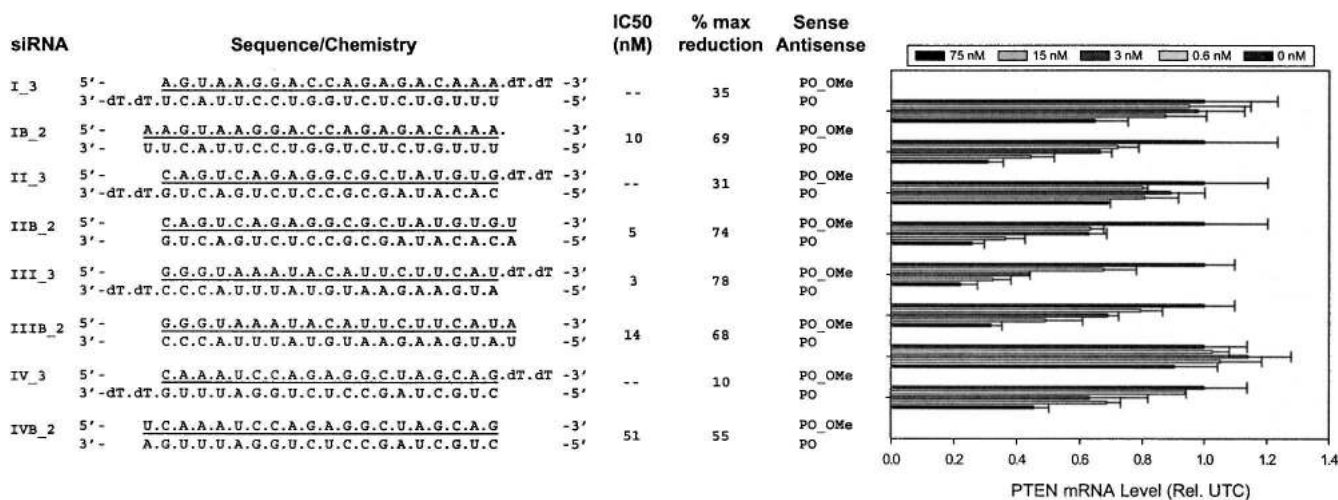 siRNA Sequence/Chemistry IC50 (nM) % max reduction Sense Antisense
75 nM 15 nM 3 nM 0.6 nM 0 nM
I_3 5'- A.G.U.A.A.G.G.A.C.C.A.G.A.G.A.C.A.A.A.dT.dT -3' -- 35 PO_OMe
3'-dT.dT.U.C.A.U.U.C.C.U.G.G.U.C.U.C.U.G.U.U.U -5' PO
IB_2 5'- A.A.G.U.A.A.G.G.A.C.C.A.G.A.G.A.C.A.A.A. -3' 10 69 PO_OMe
3'- U.U.C.A.U.U.C.C.U.G.G.U.C.U.C.U.G.U.U.U -5' PO
II_3 5'- C.A.G.U.C.A.G.A.G.G.C.G.C.U.A.U.G.U.G.dT.dT -3' -- 31 PO_OMe
3'-dT.dT.G.U.C.A.G.U.C.U.C.C.G.C.G.A.U.A.C.A.C -5' PO
IIB_2 5'- C.A.G.U.C.A.G.A.G.G.C.G.C.U.A.U.G.U.G.U -3' 5 74 PO_OMe
3'- G.U.C.A.G.U.C.U.C.C.G.C.G.A.U.A.C.A.C.A -5' PO
III_3 5'- G.G.G.U.A.A.A.U.A.C.A.U.U.C.U.U.C.A.U.dT.dT -3' 3 78 PO_OMe
3'-dT.dT.C.C.C.A.U.U.U.A.U.G.U.A.A.G.A.A.G.U.A -5' PO
IIIB_2 5'- G.G.G.U.A.A.A.U.A.C.A.U.U.C.U.U.C.A.U.A -3' 14 68 PO_OMe
3'- C.C.C.A.U.U.U.A.U.G.U.A.A.G.A.A.G.U.A.U -5' PO
IV_3 5'- C.A.A.A.U.C.C.A.G.A.G.G.C.U.A.G.C.A.G.dT.dT -3' -- 10 PO_OMe
3'-dT.dT.G.U.U.U.A.G.G.U.C.U.C.C.G.A.U.C.G.U.C -5' PO
IVB_2 5'- U.C.A.A.A.U.C.C.A.G.A.G.G.C.U.A.G.C.A.G -3' 51 55 PO_OMe
3'- A.G.U.U.U.A.G.G.U.C.U.C.C.G.A.U.C.G.U.C -5' PO
0.0 0.2 0.4 0.6 0.8 1.0 1.2 1.4
PTEN mRNA Level (Rel. UTC)